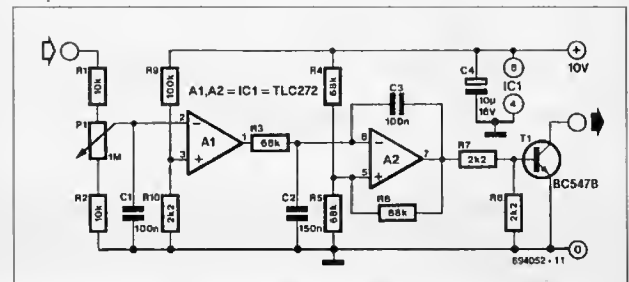 R1
10k
P1
1M
R2
10k
C1
100n
R9
100k
R10
2k2
A1,A2 = IC1 = TLC272
2
3
A1
1
R3
68k
C2
150n
R4
68k
R5
68k
C3
100n
6
5
A2
7
R6
68k
R7
2k2
R8
2k2
C4
10µ
16V
8
IC1
4
+
10V
T1
BC547B
0
894052 - 11